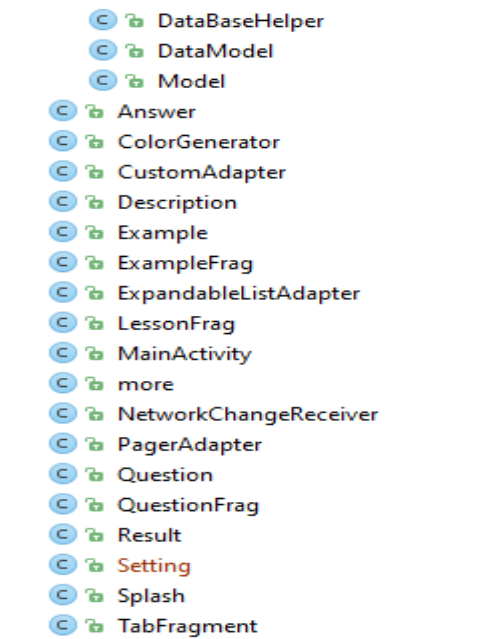 DataBaseHelper
DataModel
Model
Answer
ColorGenerator
CustomAdapter
Description
Example
ExampleFrag
ExpandableListAdapter
LessonFrag
MainActivity
more
NetworkChangeReceiver
PagerAdapter
Question
QuestionFrag
Result
Setting
Splash
TabFragment